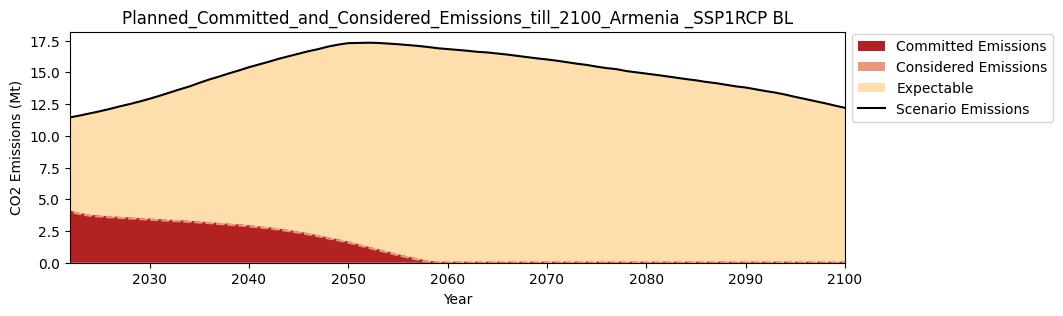 Planned_Committed_and_Considered_Emissions_till_2100_Armenia _SSP1RCP BL
17.5
15.0
12.5
10.0
7.5
5.0
2.5
0.0
CO2 Emissions (Mt)
2030 2040 2050 2060 2070 2080 2090 2100
Year
Committed Emissions
Considered Emissions
Expectable
Scenario Emissions